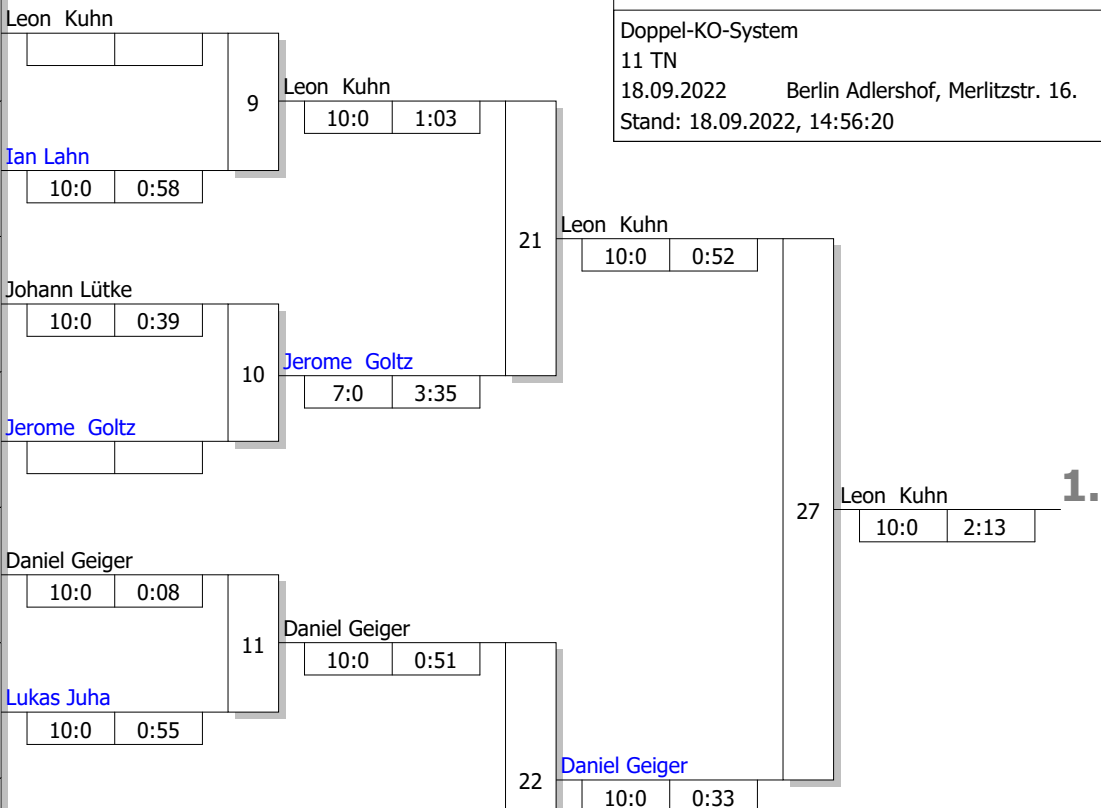 Leon  Kuhn
Doppel-KO-System
11 TN
18.09.2022 Berlin Adlershof, Merlitzstr. 16.
Stand: 18.09.2022, 14:56:20
9
Leon  Kuhn
10:0 1:03
Ian Lahn
10:0 0:58
21
Leon  Kuhn
10:0 0:52
Johann Lütke
10:0 0:39
10
Jerome  Goltz
7:0 3:35
Jerome  Goltz
27
Leon  Kuhn
1.
10:0 2:13
Daniel Geiger
10:0 0:08
11
Daniel Geiger
10:0 0:51
Lukas Juha
10:0 0:55
22
Daniel Geiger
10:0 0:33